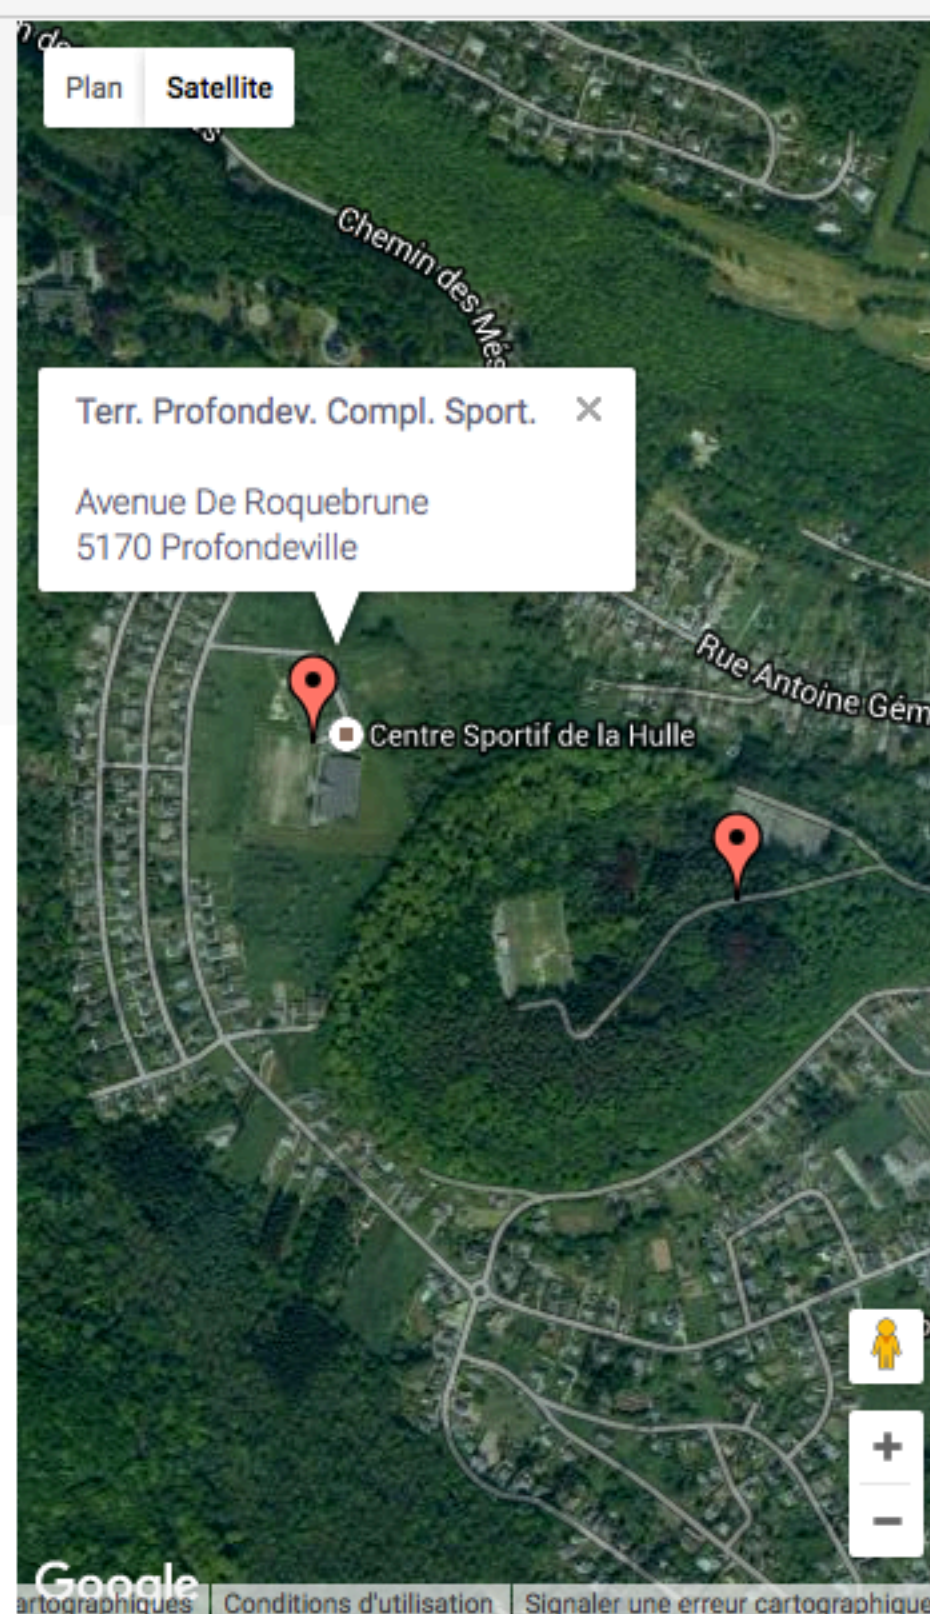 Plan
Satellite
Chemin des Més
Terr. Profondev. Compl. Sport.
Avenue De Roquebrune
5170 Profondeville
Rue Antoine Gém
Centre Sportif de la Hulle
Google
artographiques
Conditions d'utilisation
Signaler une erreur cartographique